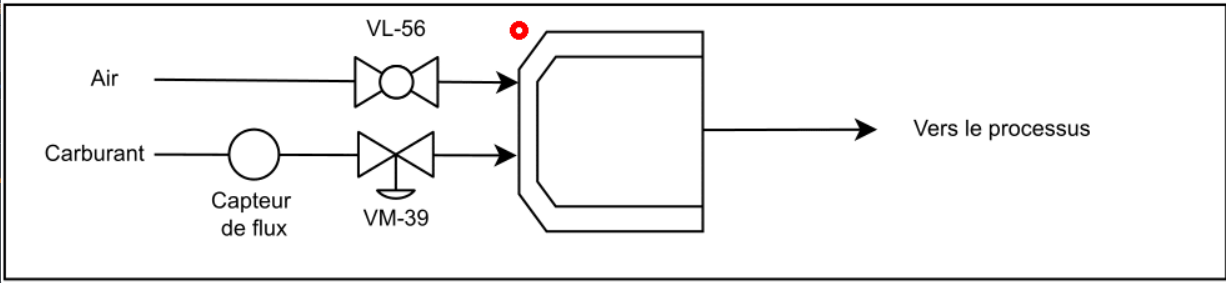 VL-56
Air
Carburant
Capteur
de flux
VM-39
Vers le processus